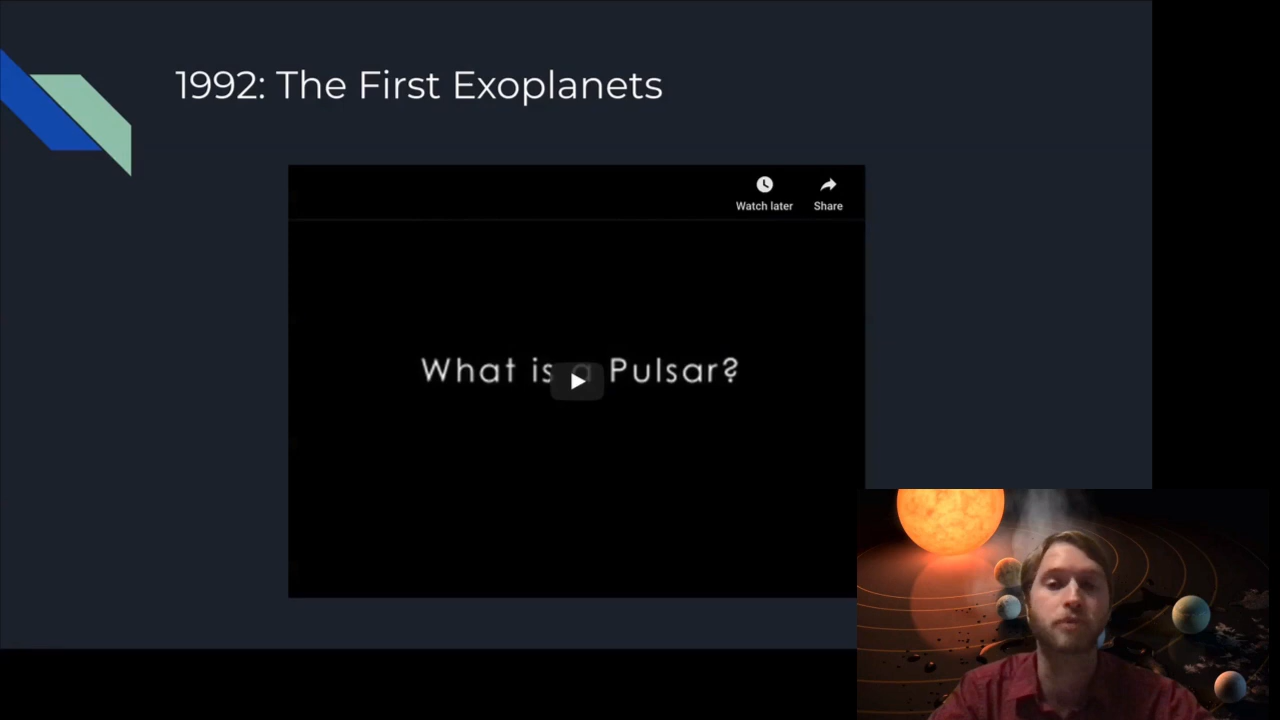 1992: The First Exoplanets
Watch later
Share
What is a Pulsar?